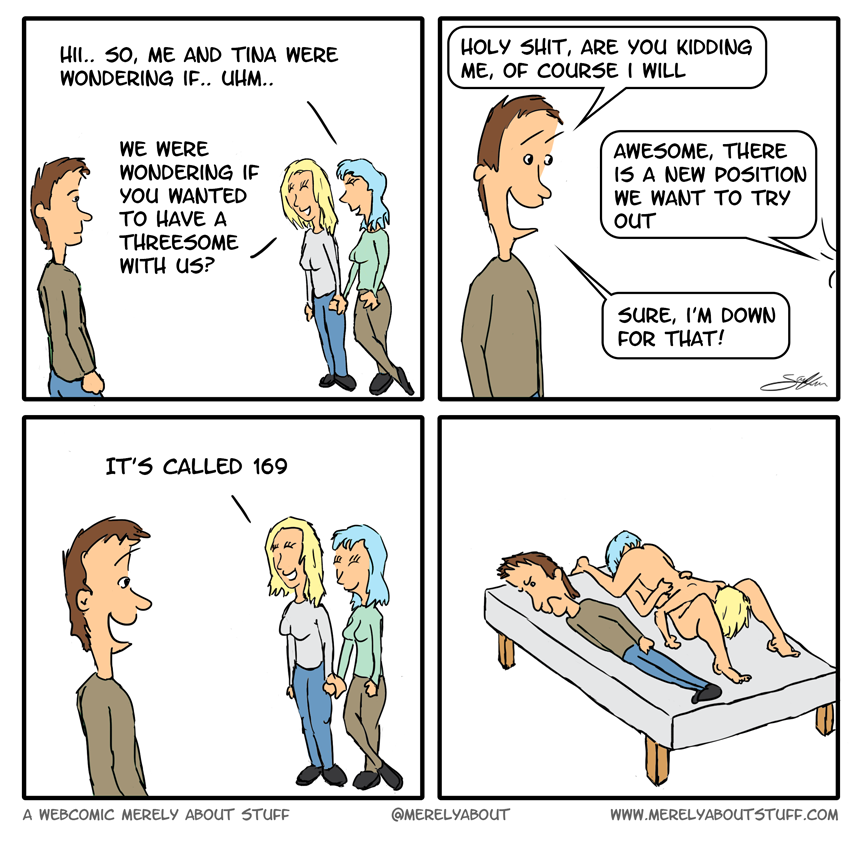 HII.. SO, ME AND TINA WERE
WONDERING IF.. UHM..
WE WERE
WONDERING IF
YOU WANTED
TO HAVE A
THREESOME
WITH US?
HOLY SHIT, ARE YOU KIDDING
ME, OF COURSE I WILL
AWESOME, THERE
IS A NEW POSITION
WE WANT TO TRY
OUT
SURE, I'M DOWN
FOR THAT!
IT'S CALLED 169
A WEBCOMIC MERELY ABOUT STUFF
@MERELYABOUT
WWW.MERELYABOUTSTUFF.COM